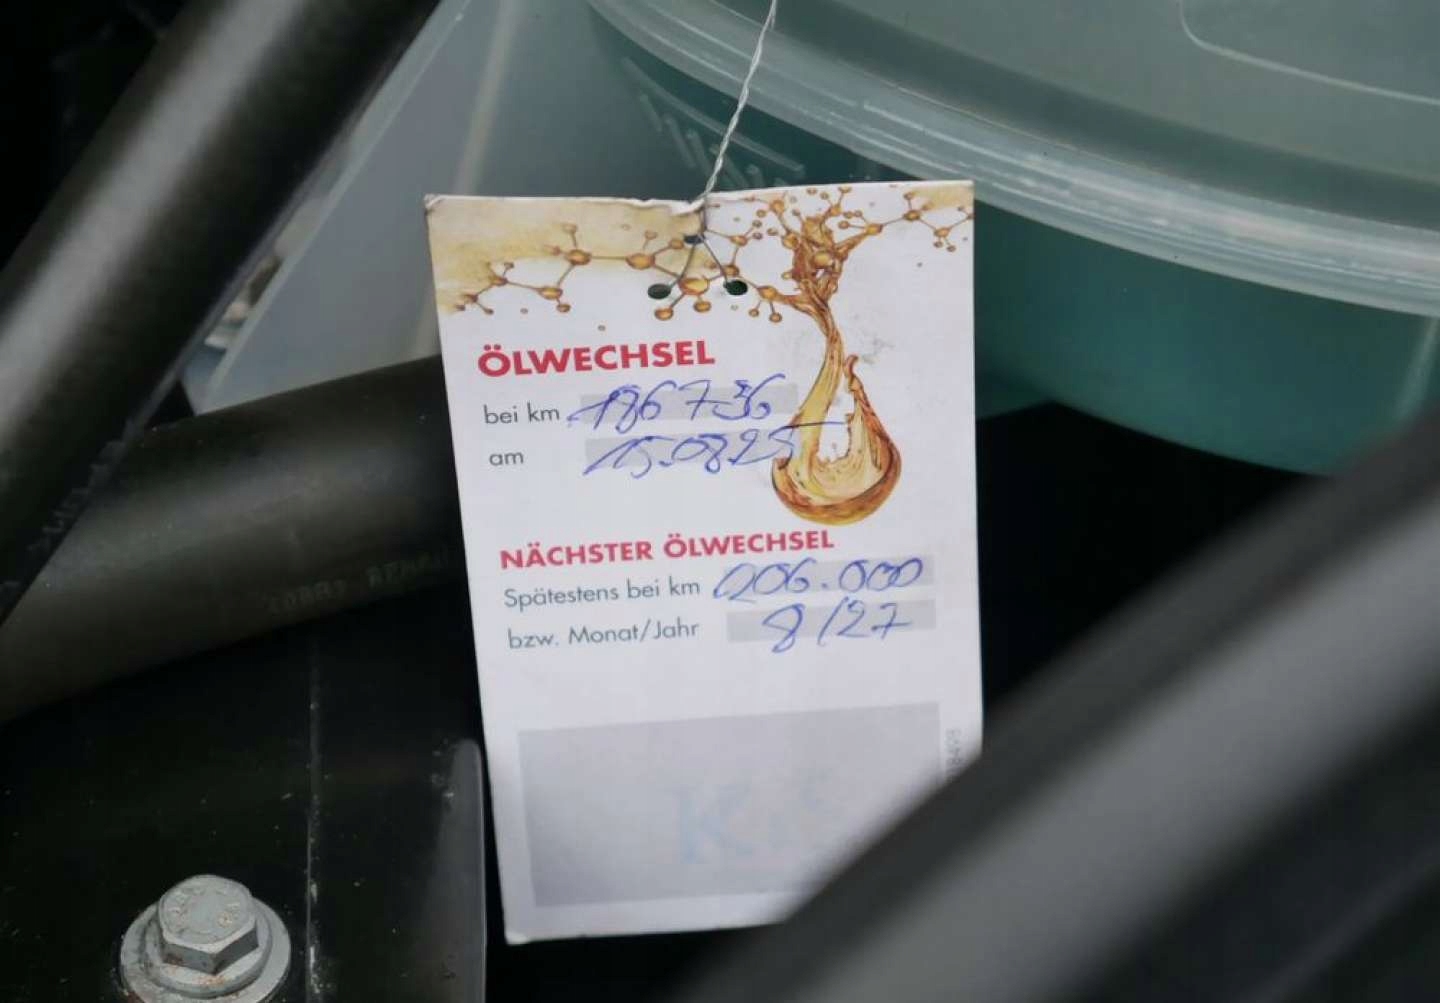 ÖLWECHSEL
bei km 186736
am 15.08.25
NÄCHSTER ÖLWECHSEL
Spätestens bei km 206.000
bzw. Monat/Jahr 8/27